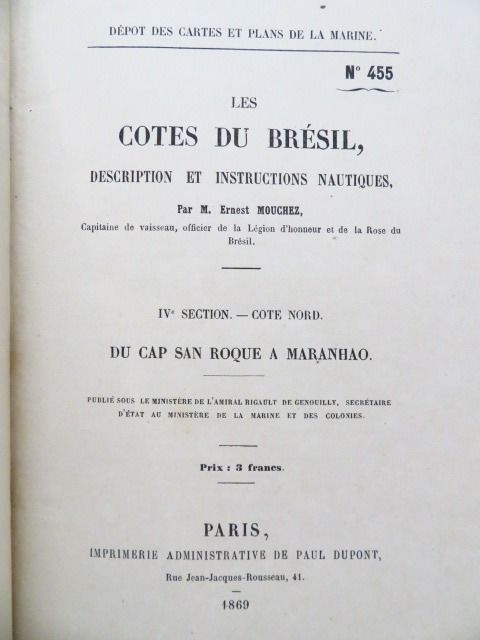 DÉPOT DES CARTES ET PLANS DE LA MARINE.
N° 455
LES
COTES DU BRÉSIL,
DESCRIPTION ET INSTRUCTIONS NAUTIQUES,
Par M. Ernest MOUCHEZ,
Capitaine de vaisseau, officier de la Légion d'honneur et de la Rose du
Brésil.
IVe SECTION. — COTE NORD.
DU CAP SAN ROQUE A MARANHAO.
PUBLIÉ SOUS LE MINISTÈRE DE L'AMIRAL RIGAULT DE GENOUILLY, SECRÉTAIRE
D'ÉTAT AU MINISTÈRE DE LA MARINE ET DES COLONIES.
Prix : 3 francs.
PARIS,
IMPRIMERIE ADMINISTRATIVE DE PAUL DUPONT,
Rue Jean-Jacques-Rousseau, 41.
1869